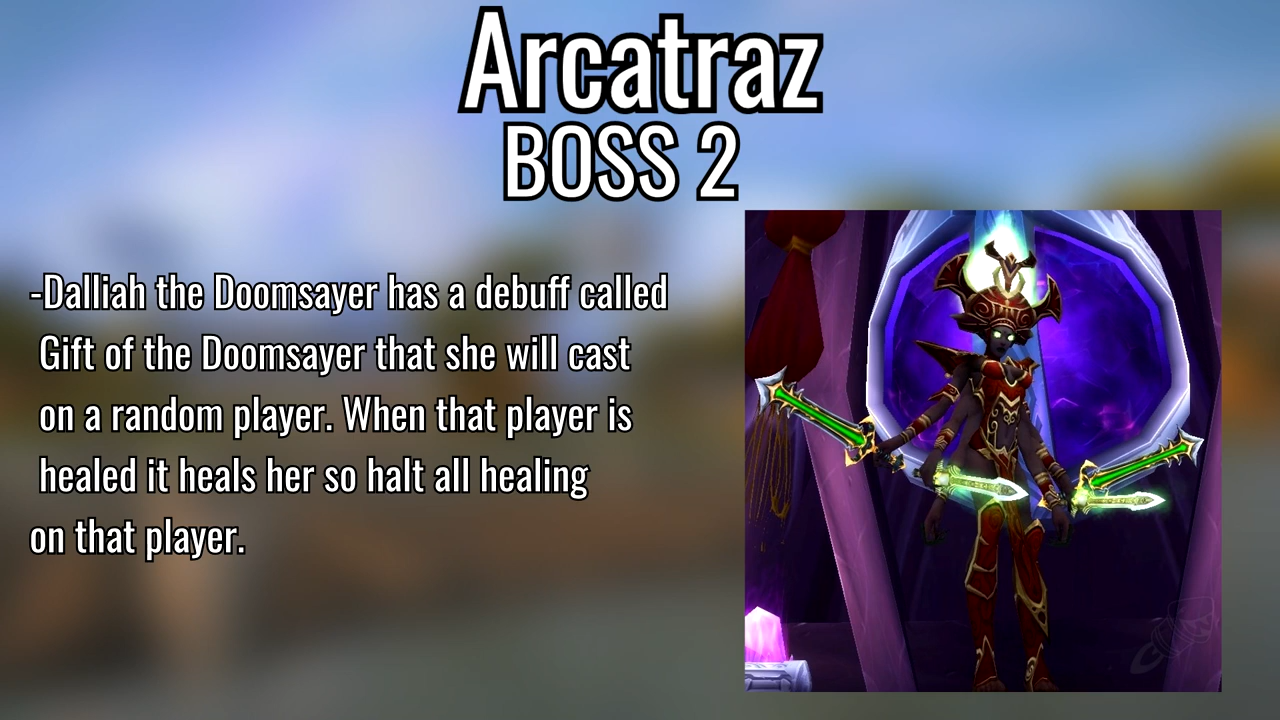 Arcatraz
BOSS 2
-Dalliah the Doomsayer has a debuff called
Gift of the Doomsayer that she will cast
on a random player. When that player is
healed it heals her so halt all healing
on that player.